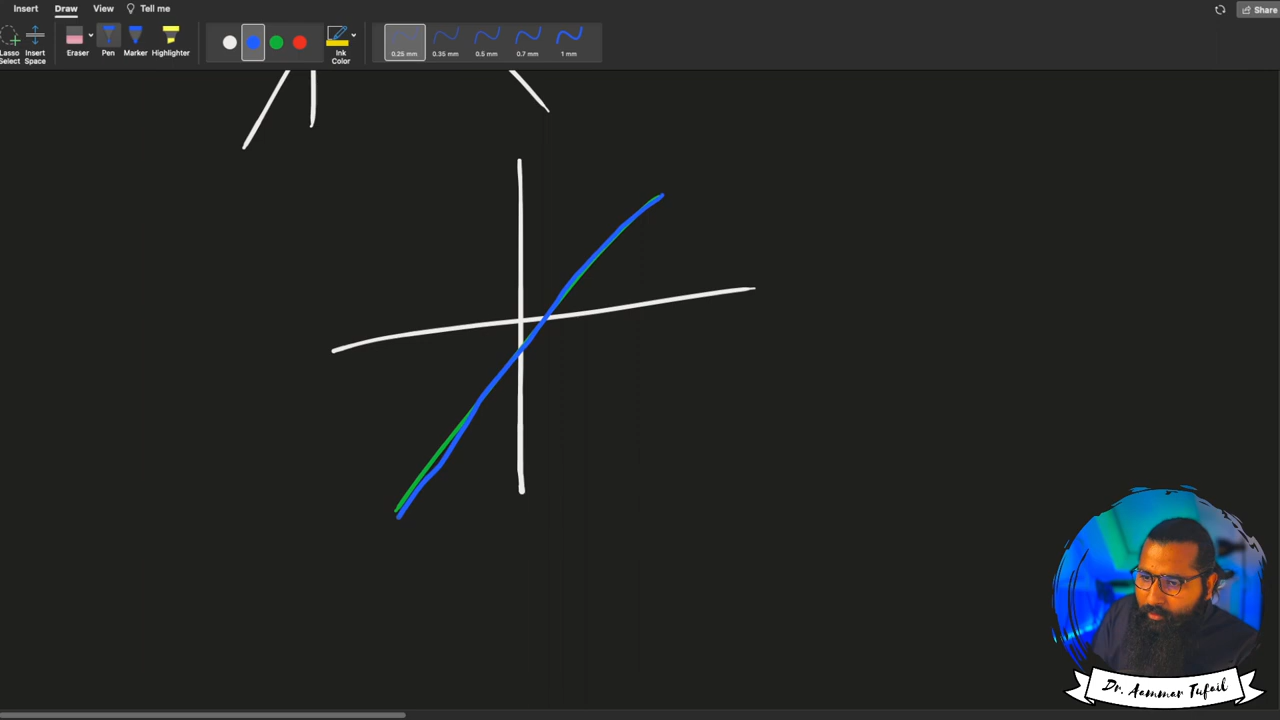 Insert Draw View Tell me Share
Lasso Select
Insert Space
Eraser
Pen
Marker
Highlighter
Ink Color
0.25 mm
0.35 mm
0.5 mm
0.7 mm
1 mm
Dr. Aammar Tufail